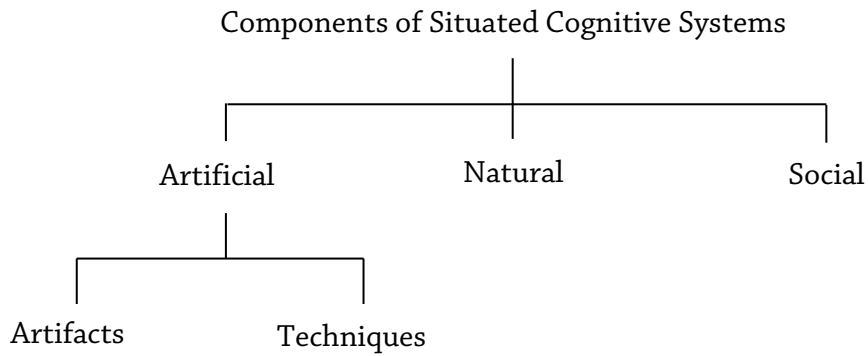 Components of Situated Cognitive Systems
Artificial
Natural
Social
Artifacts
Techniques